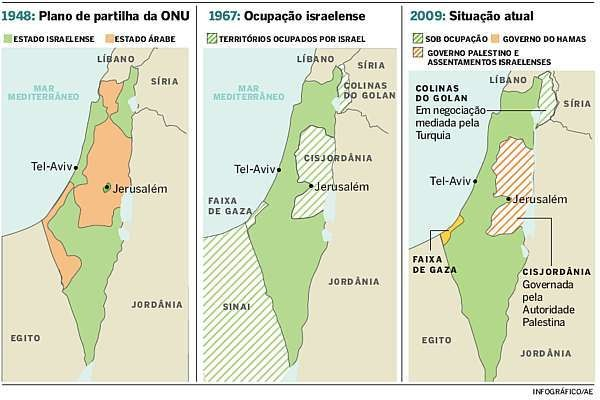 1948: Plano de partilha da ONU
ESTADO ISRAELENSE
ESTADO ÁRABE
LÍBANO
SÍRIA
MAR
MEDITERRÂNEO
Tel-Aviv
Jerusalém
JORDÂNIA
EGITO
1967: Ocupação israelense
TERRITÓRIOS OCUPADOS POR ISRAEL
LÍBANO
SÍRIA
MAR
MEDITERRÂNEO
COLINAS
DO GOLAN
CISJORDÂNIA
Tel-Aviv
Jerusalém
FAIXA
DE GAZA
SINAI
JORDÂNIA
EGITO
2009: Situação atual
SOB OCUPAÇÃO
GOVERNO DO HAMAS
GOVERNO PALESTINO E
ASSENTAMENTOS ISRAELENSES
LÍBANO
COLINAS
DO GOLAN
Em negociação
mediada pela
Turquia
SÍRIA
Tel-Aviv
Jerusalém
FAIXA
DE GAZA
CISJORDÂNIA
Governada
pela
Autoridade
Palestina
EGITO
JORDÂNIA
INFOGRÁFICO/AE